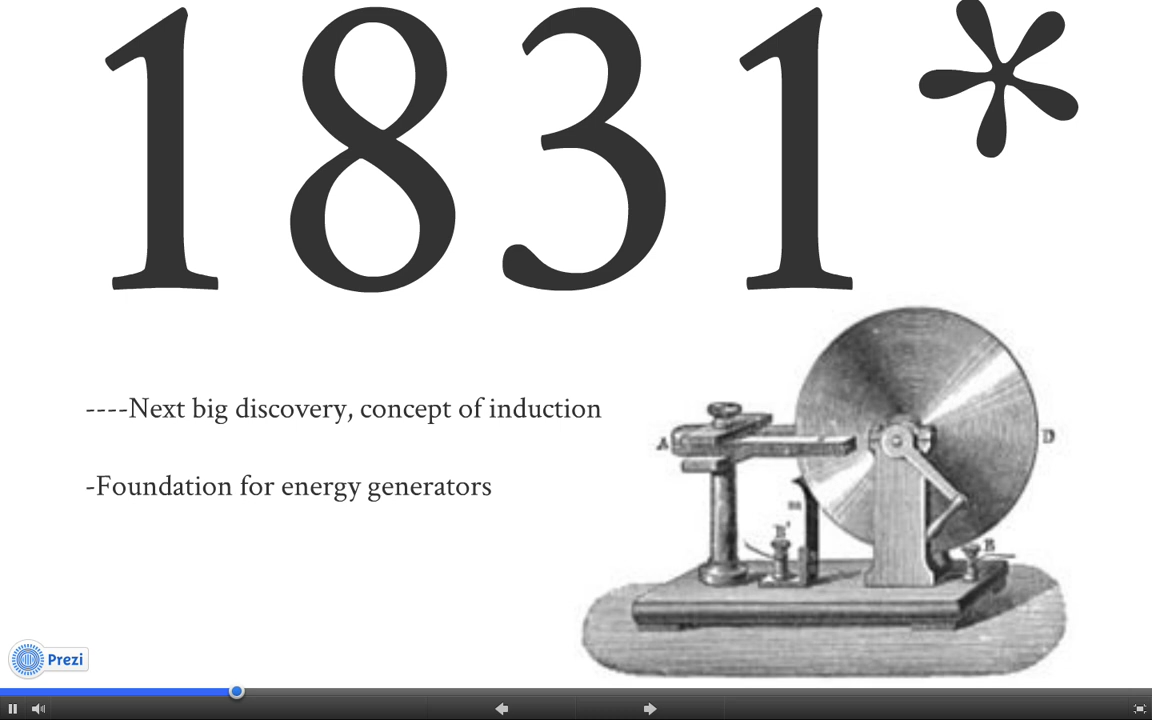 1831*
----Next big discovery, concept of induction
A
D
-Foundation for energy generators
m
B'
B
Prezi